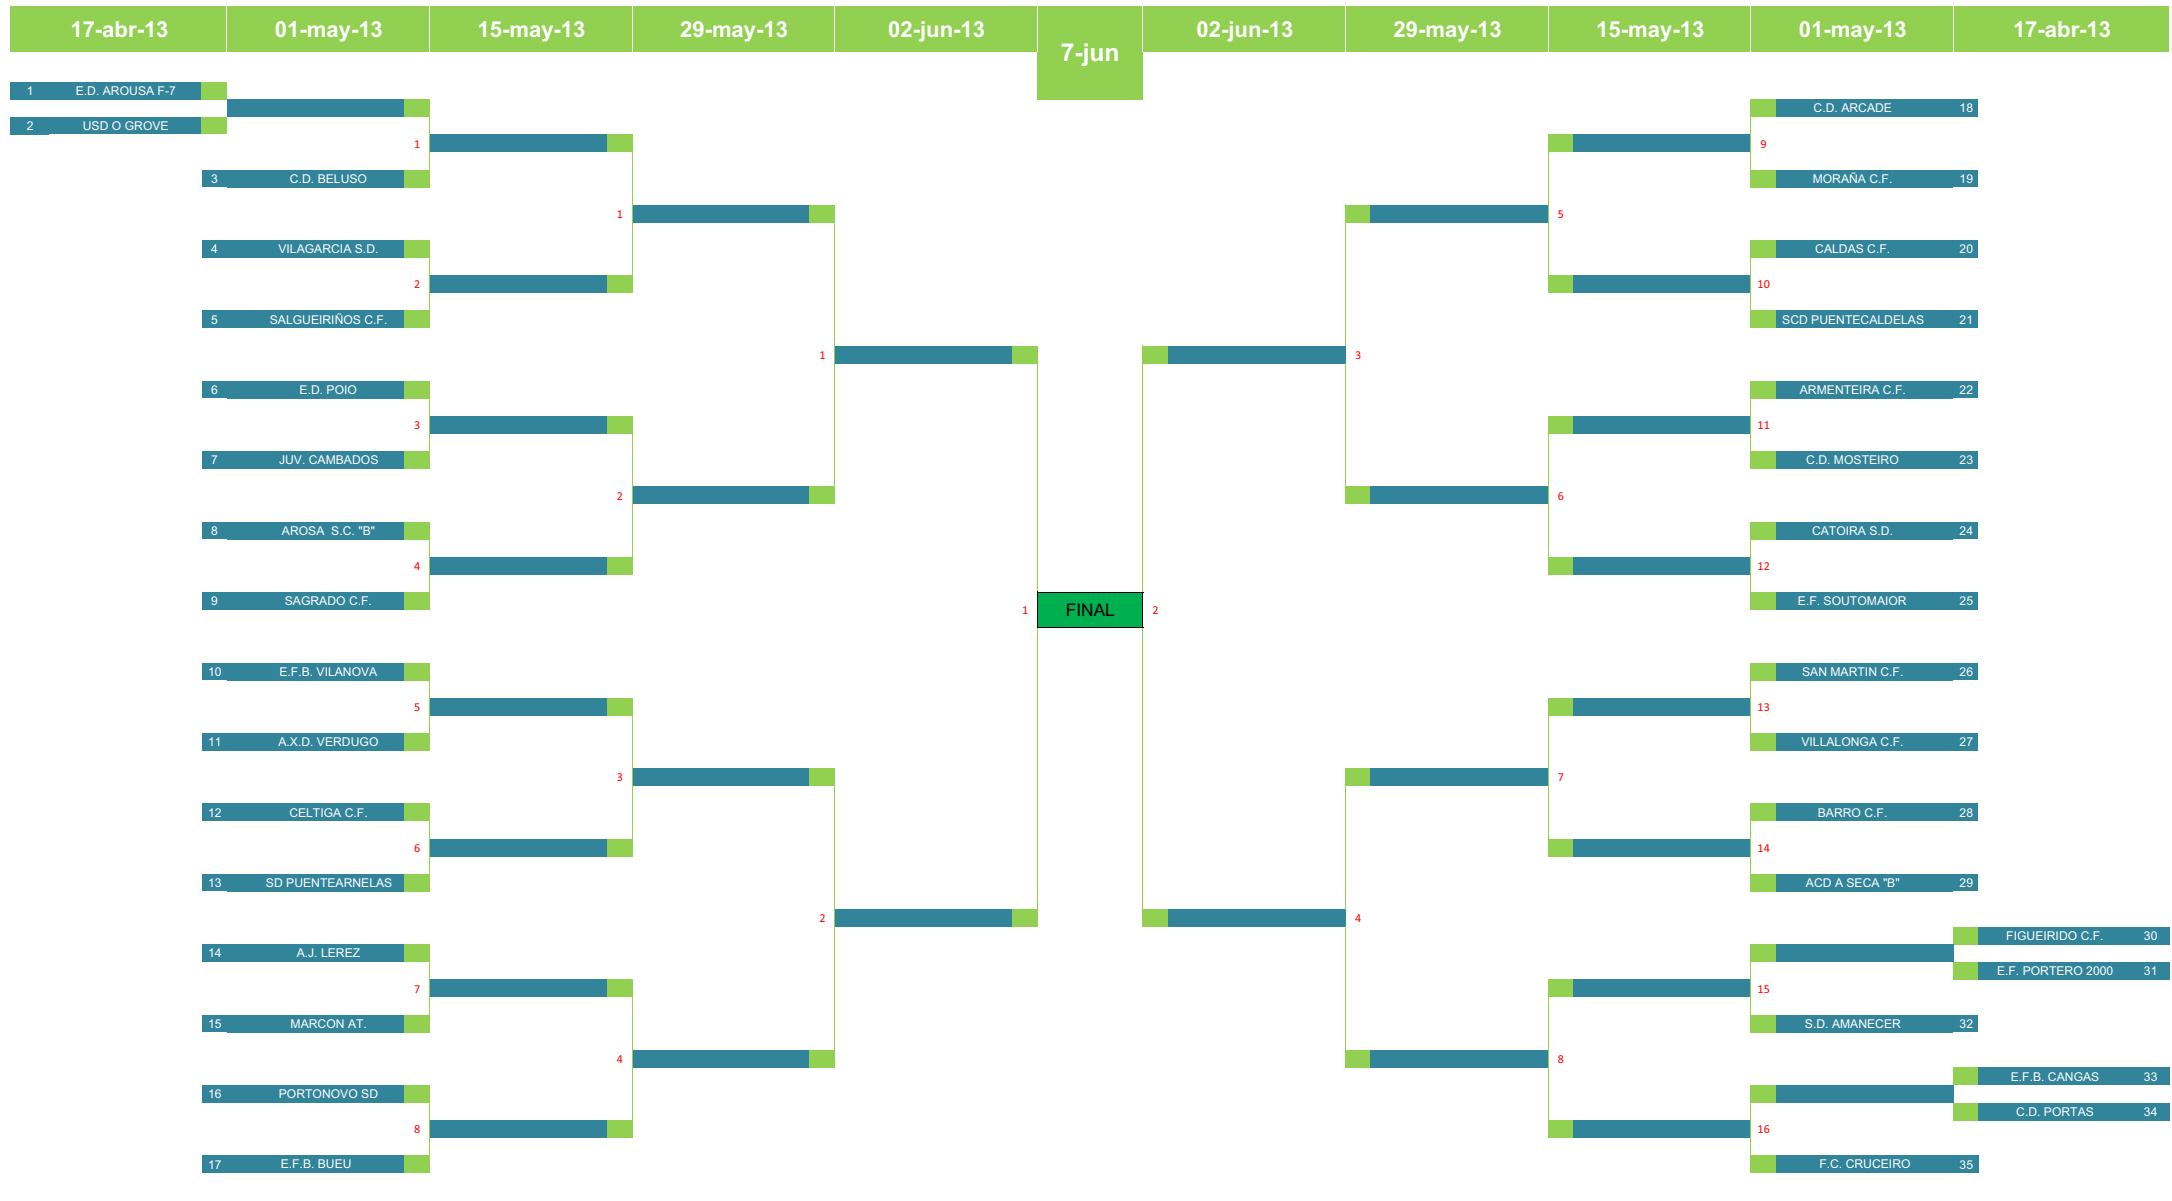 17-abr-13 01-may-13 15-may-13 29-may-13 02-jun-13 7-jun 02-jun-13 29-may-13 15-may-13 01-may-13 17-abr-13
1 E.D. AROUSA F-7
C.D. ARCADE 18
2 USD O GROVE
1 9
3 C.D. BELUSO MORAÑA C.F. 19
1 5
4 VILAGARCIA S.D. CALDAS C.F. 20
2 10
5 SALGUEIRIÑOS C.F. SCD PUENTECALDELAS 21
1 3
6 E.D. POIO ARMENTEIRA C.F. 22
3 11
7 JUV. CAMBADOS C.D. MOSTEIRO 23
2 6
8 AROSA S.C. "B" CATOIRA S.D. 24
4 12
9 SAGRADO C.F. E.F. SOUTOMAIOR 25
1 FINAL 2
10 E.F.B. VILANOVA SAN MARTIN C.F. 26
5 13
11 A.X.D. VERDUGO VILLALONGA C.F. 27
3 7
12 CELTIGA C.F. BARRO C.F. 28
6 14
13 SD PUENTEARNELAS ACD A SECA "B" 29
2 4
FIGUEIRIDO C.F. 30
14 A.J. LEREZ
E.F. PORTERO 2000 31
7 15
15 MARCON AT. S.D. AMANECER 32
4 8
E.F.B. CANGAS 33
16 PORTONOVO SD
C.D. PORTAS 34
8 16
17 E.F.B. BUEU F.C. CRUCEIRO 35